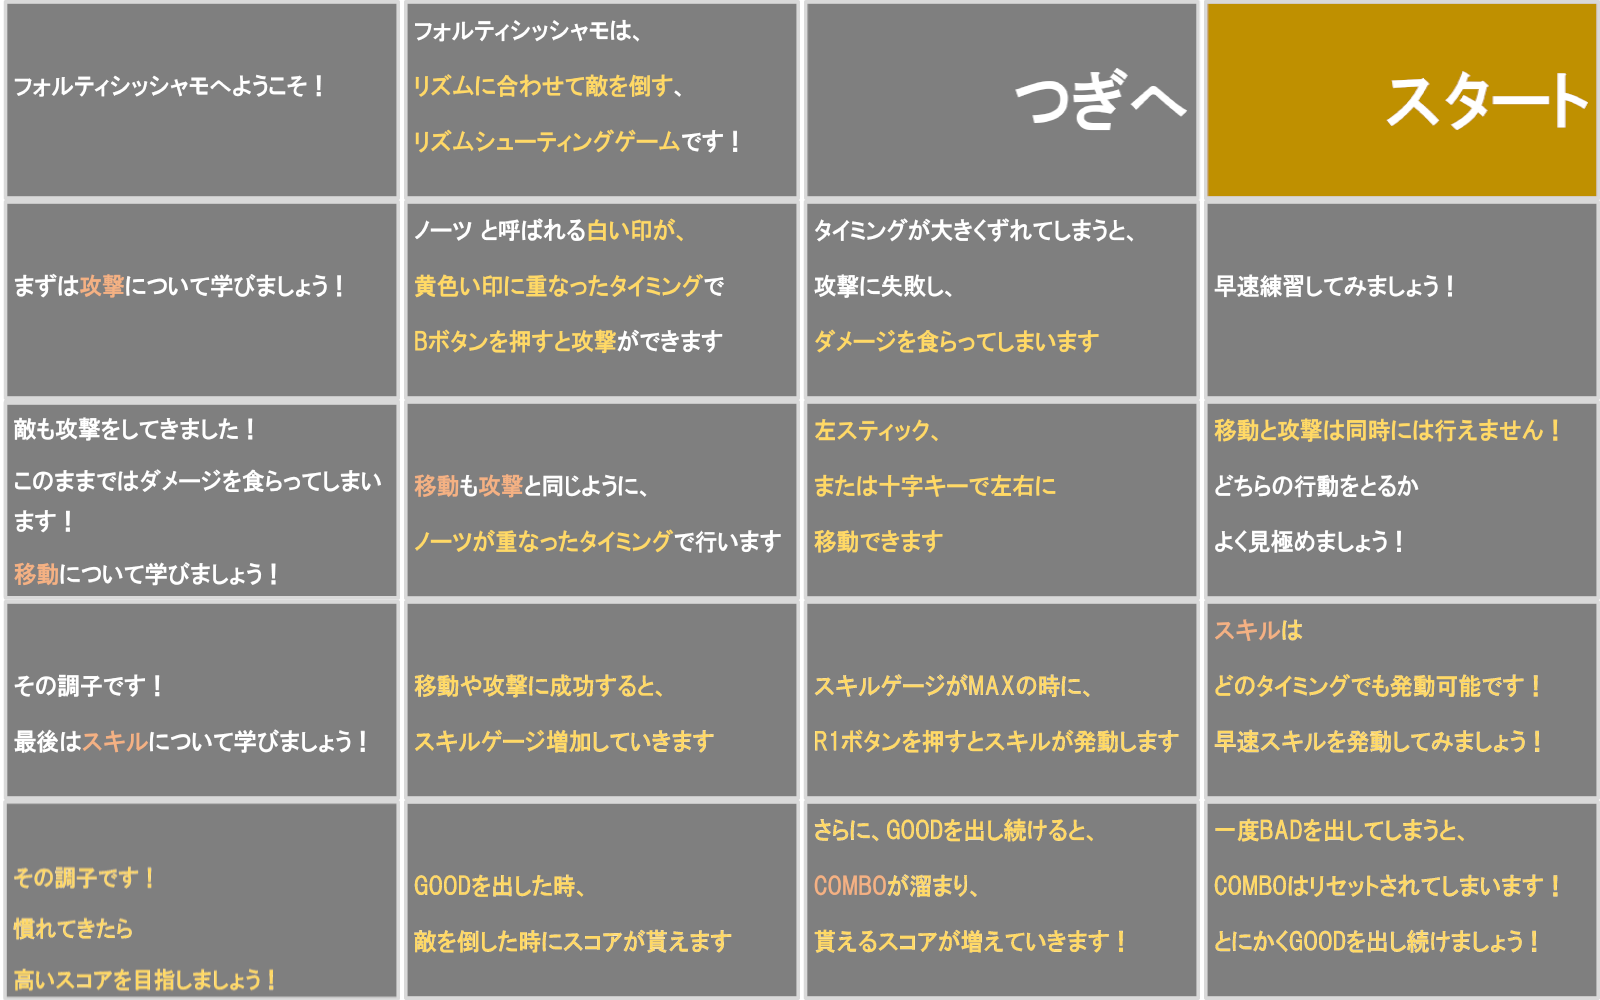 フォルティシッシャモへようこそ！
フォルティシッシャモは、
リズムに合わせて敵を倒す、
リズムシューティングゲームです！
つぎへ
スタート
まずは攻撃について学びましょう！
ノーツ と呼ばれる白い印が、
黄色い印に重なったタイミングで
Bボタンを押すと攻撃ができます
タイミングが大きくずれてしまうと、
攻撃に失敗し、
ダメージを食らってしまいます
早速練習してみましょう！
敵も攻撃をしてきました！
このままではダメージを食らってしまい
ます！
移動について学びましょう！
移動も攻撃と同じように、
ノーツが重なったタイミングで行います
左スティック、
または十字キーで左右に
移動できます
移動と攻撃は同時には行えません！
どちらの行動をとるか
よく見極めましょう！
その調子です！
最後はスキルについて学びましょう！
移動や攻撃に成功すると、
スキルゲージ増加していきます
スキルゲージがMAXの時に、
R1ボタンを押すとスキルが発動します
スキルは
どのタイミングでも発動可能です！
早速スキルを発動してみましょう！
その調子です！
慣れてきたら
高いスコアを目指しましょう！
GOODを出した時、
敵を倒した時にスコアが貰えます
さらに、GOODを出し続けると、
COMBOが溜まり、
貰えるスコアが増えていきます！
一度BADを出してしまうと、
COMBOはリセットされてしまいます！
とにかくGOODを出し続けましょう！